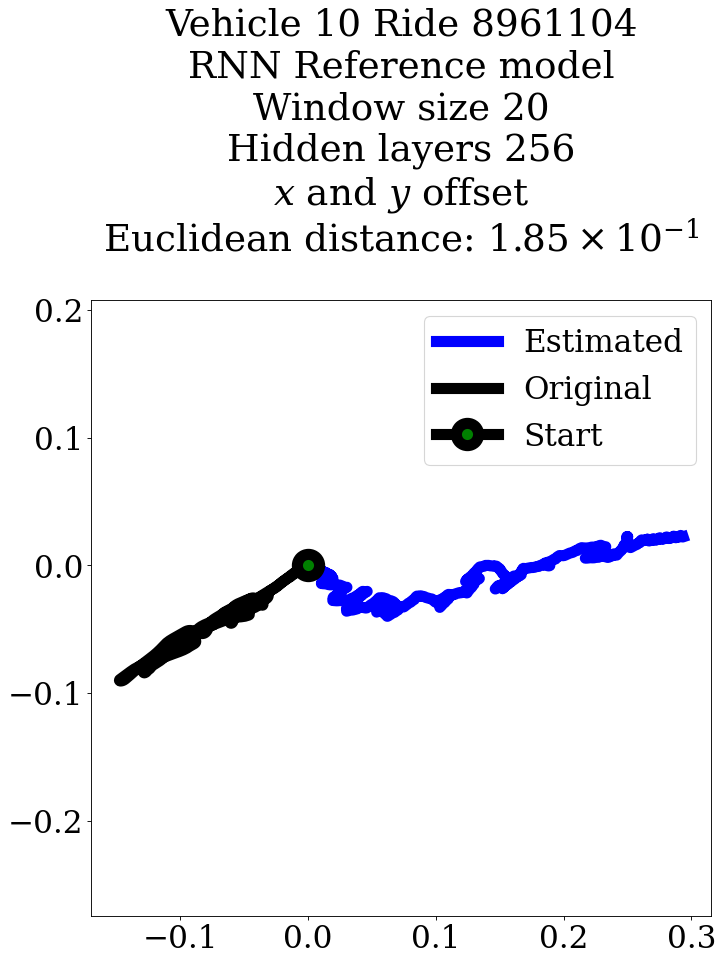 Vehicle 10 Ride 8961104
RNN Reference model
Window size 20
Hidden layers 256
x and y offset
Euclidean distance: 1.85 × 10⁻¹
Estimated
Original
Start
0.2
0.1
0.0
−0.1
−0.2
−0.1 0.0 0.1 0.2 0.3